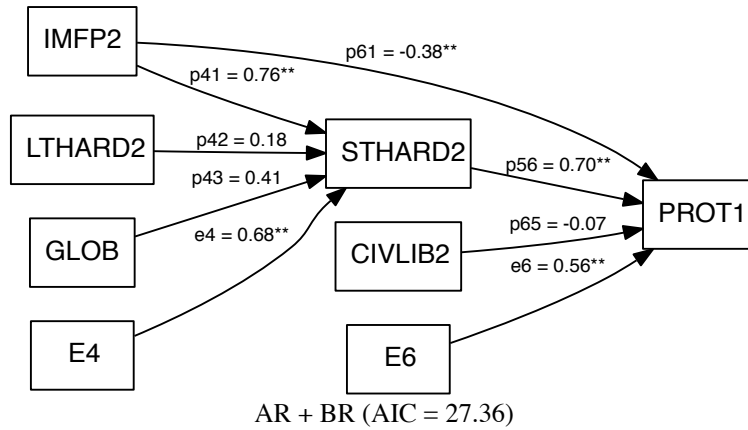 IMFP2
p61 = -0.38**
p41 = 0.76**
LTHARD2
p42 = 0.18
STHARD2
p43 = 0.41
p56 = 0.70**
PROT1
GLOB
e4 = 0.68**
p65 = -0.07
CIVLIB2
e6 = 0.56**
E4
E6
AR + BR (AIC = 27.36)